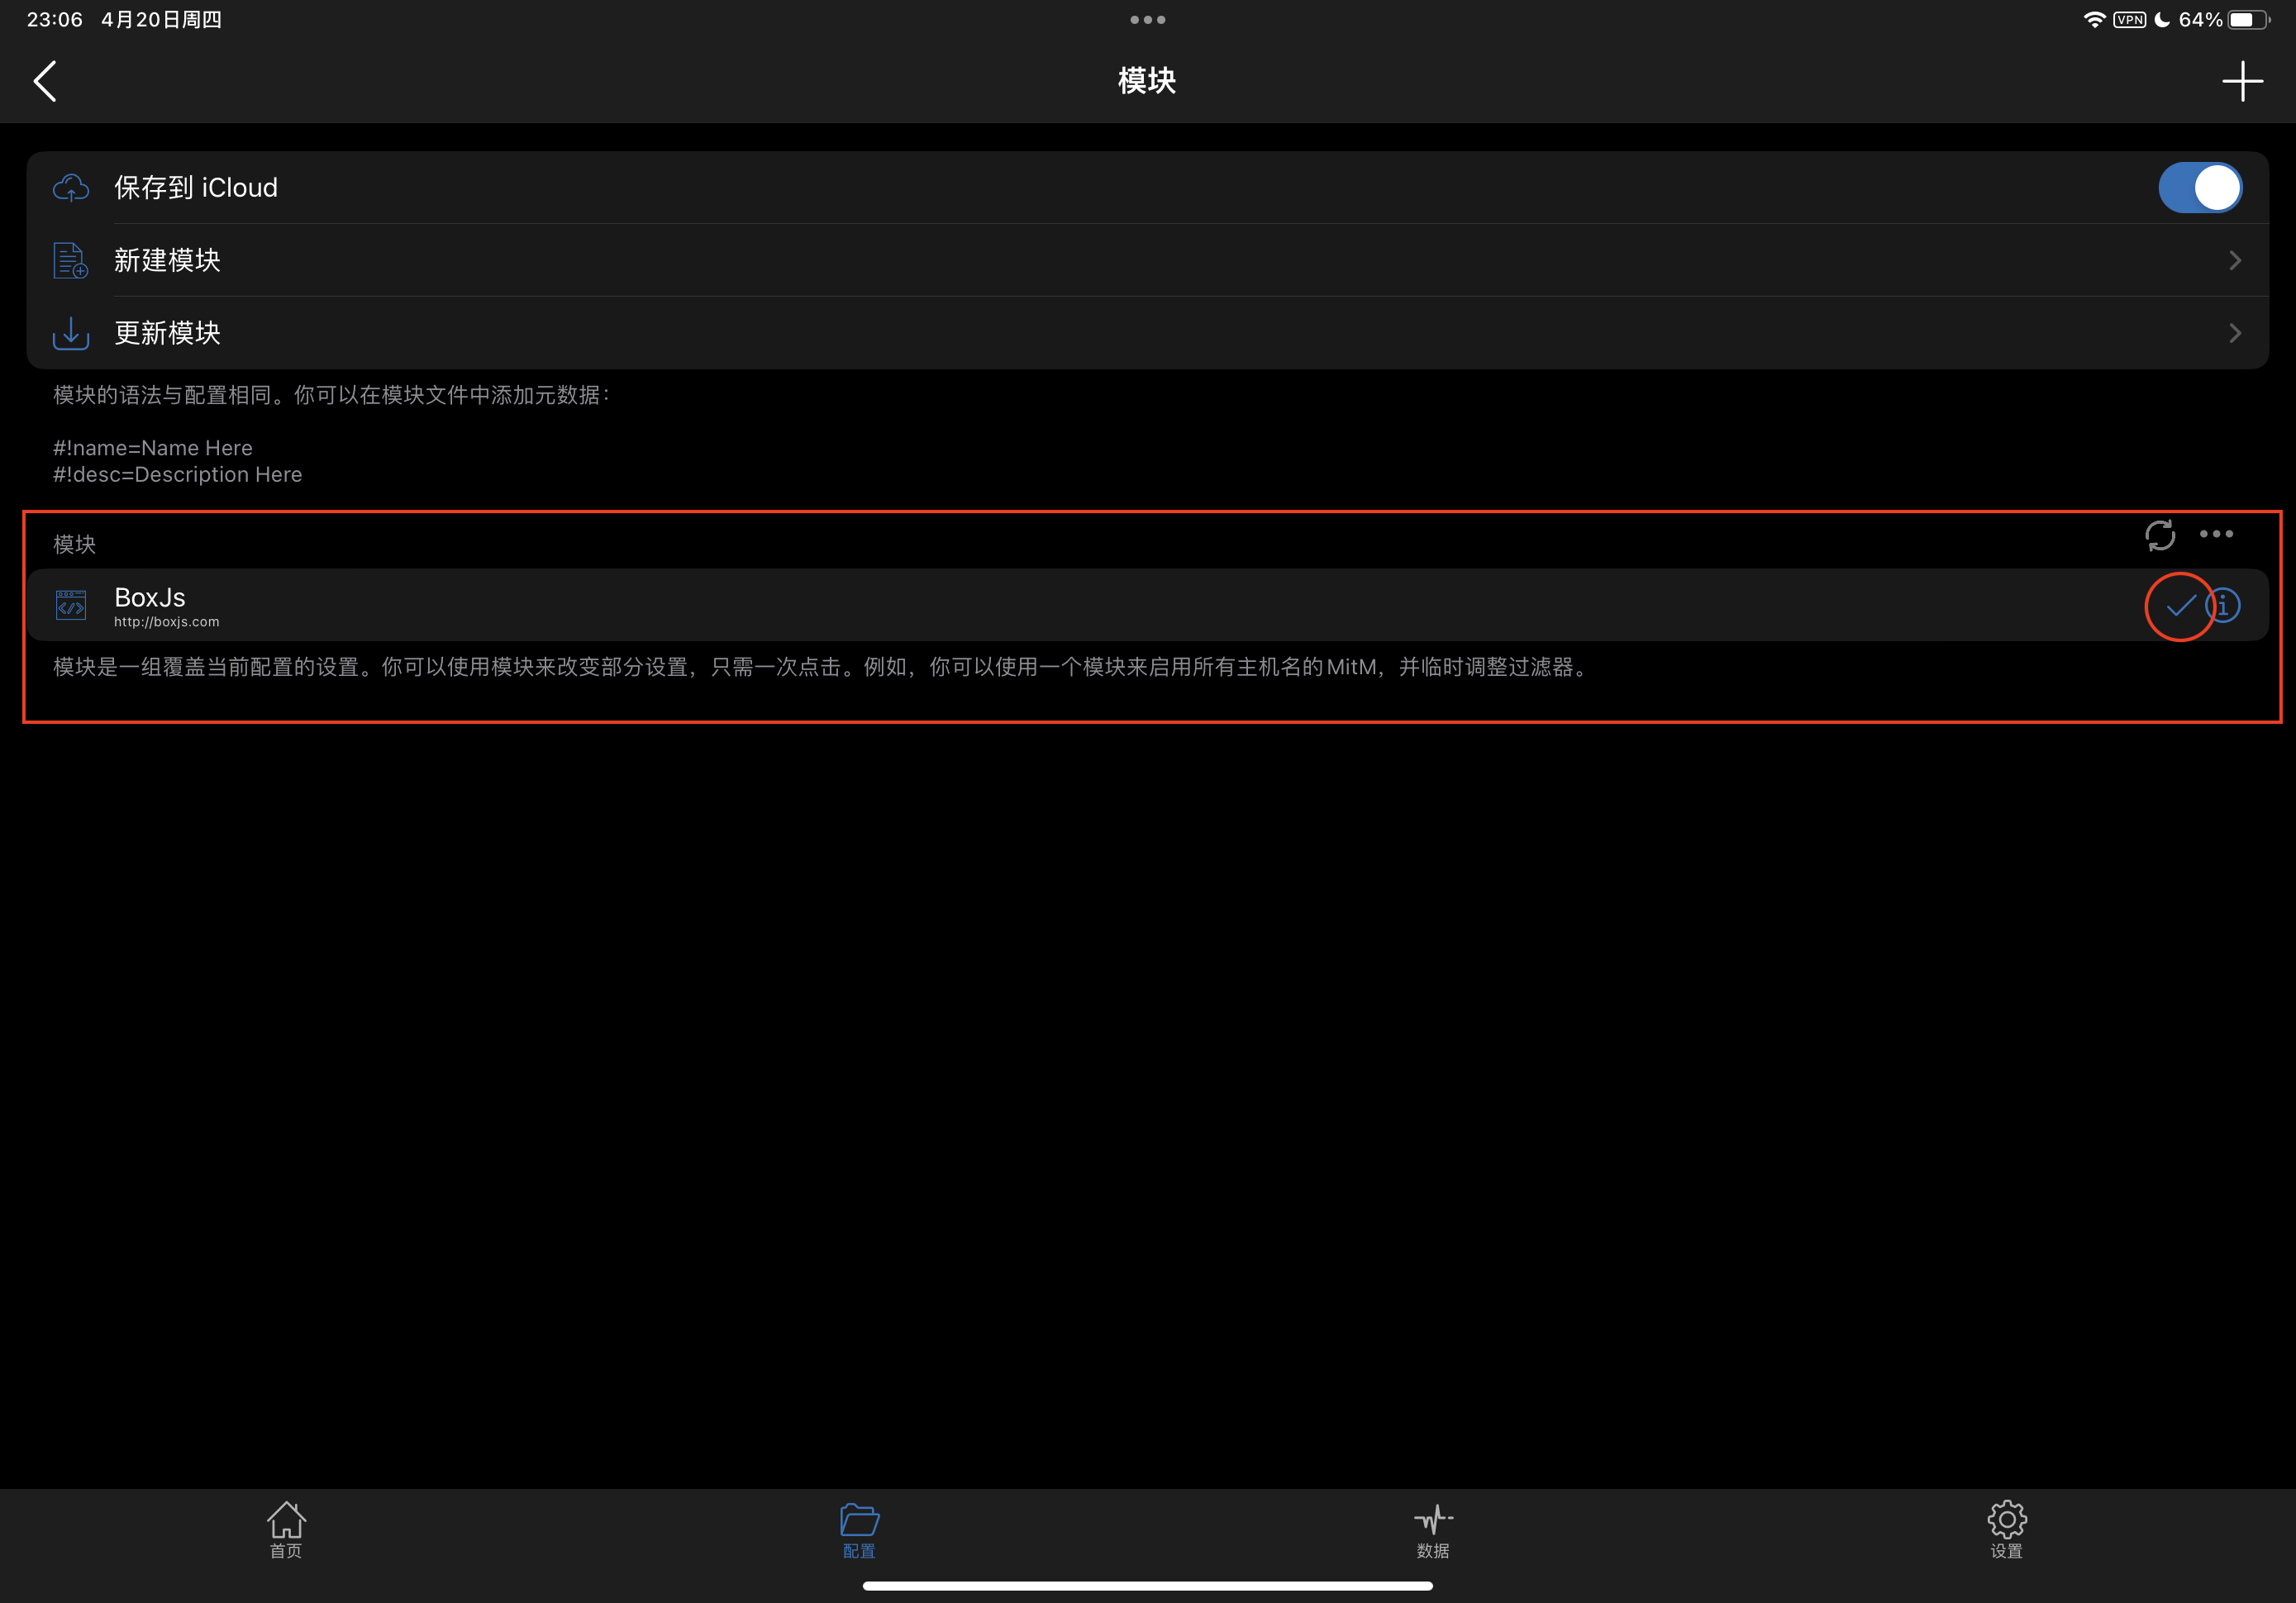 23:06 4月20日周四
VPN 64%
模块
保存到 iCloud
新建模块
更新模块
模块的语法与配置相同。你可以在模块文件中添加元数据：
#!name=Name Here
#!desc=Description Here
模块
BoxJs
http://boxjs.com
模块是一组覆盖当前配置的设置。你可以使用模块来改变部分设置，只需一次点击。例如，你可以使用一个模块来启用所有主机名的MitM，并临时调整过滤器。
首页
配置
数据
设置